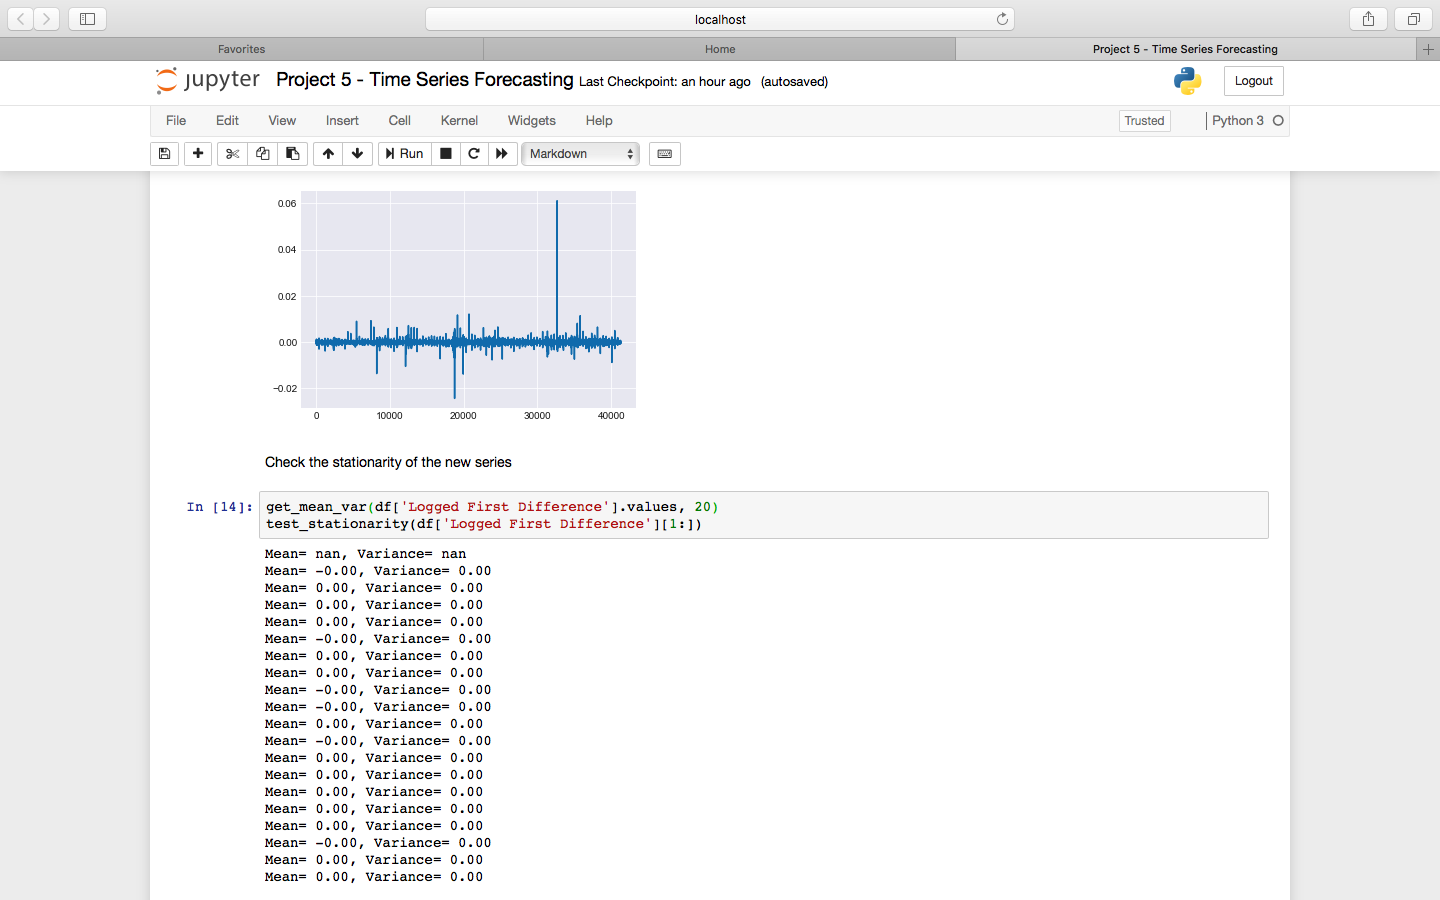 localhost
Favorites
Home
Project 5 - Time Series Forecasting
+
jupyter Project 5 - Time Series Forecasting Last Checkpoint: an hour ago (autosaved)
Logout
File Edit View Insert Cell Kernel Widgets Help
Trusted
Python 3
Run
Markdown
0.06
0.04
0.02
0.00
−0.02
0 10000 20000 30000 40000
Check the stationarity of the new series
In [14]: get_mean_var(df['Logged First Difference'].values, 20)
test_stationarity(df['Logged First Difference'][1:])
Mean= nan, Variance= nan
Mean= -0.00, Variance= 0.00
Mean= 0.00, Variance= 0.00
Mean= 0.00, Variance= 0.00
Mean= 0.00, Variance= 0.00
Mean= -0.00, Variance= 0.00
Mean= 0.00, Variance= 0.00
Mean= 0.00, Variance= 0.00
Mean= -0.00, Variance= 0.00
Mean= -0.00, Variance= 0.00
Mean= 0.00, Variance= 0.00
Mean= -0.00, Variance= 0.00
Mean= 0.00, Variance= 0.00
Mean= 0.00, Variance= 0.00
Mean= 0.00, Variance= 0.00
Mean= 0.00, Variance= 0.00
Mean= 0.00, Variance= 0.00
Mean= -0.00, Variance= 0.00
Mean= 0.00, Variance= 0.00
Mean= 0.00, Variance= 0.00